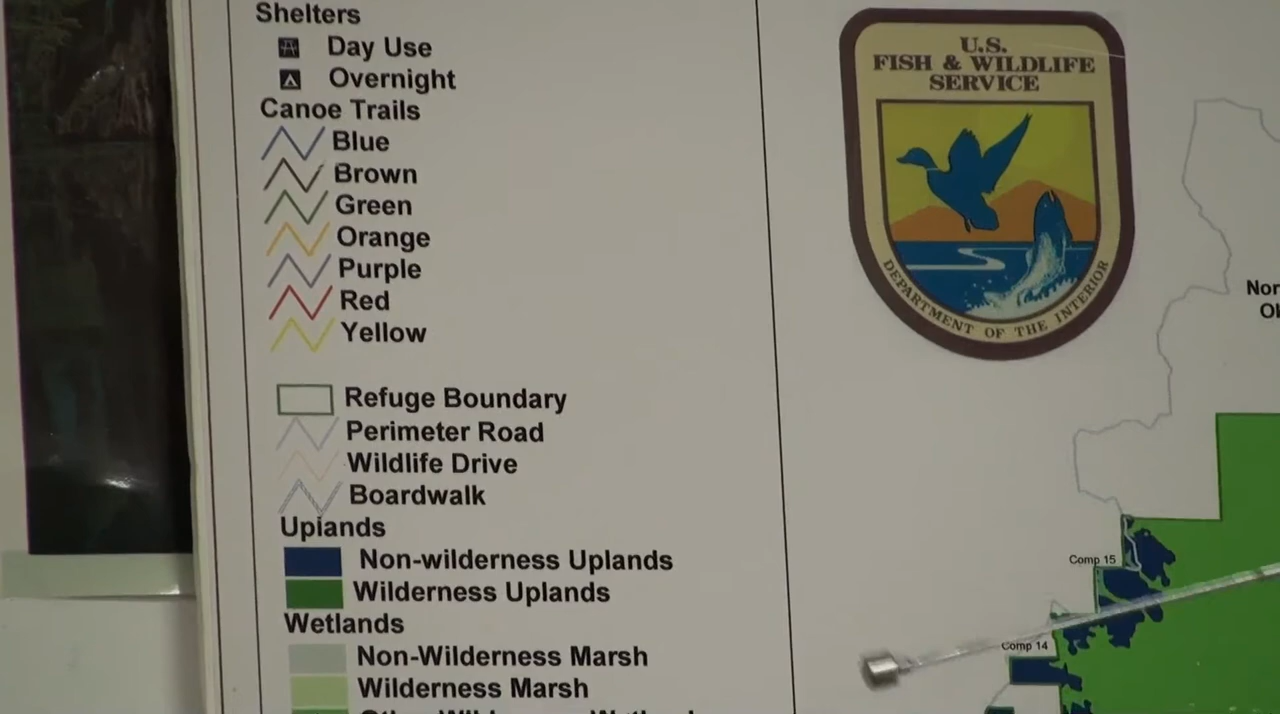 Shelters
Day Use
Overnight
Canoe Trails
Blue
Brown
Green
Orange
Purple
Red
Yellow
Refuge Boundary
Perimeter Road
Wildlife Drive
Boardwalk
Uplands
Non-wilderness Uplands
Wilderness Uplands
Wetlands
Non-Wilderness Marsh
Wilderness Marsh
U.S.
FISH & WILDLIFE
SERVICE
DEPARTMENT OF THE INTERIOR
Comp 15
Comp 14